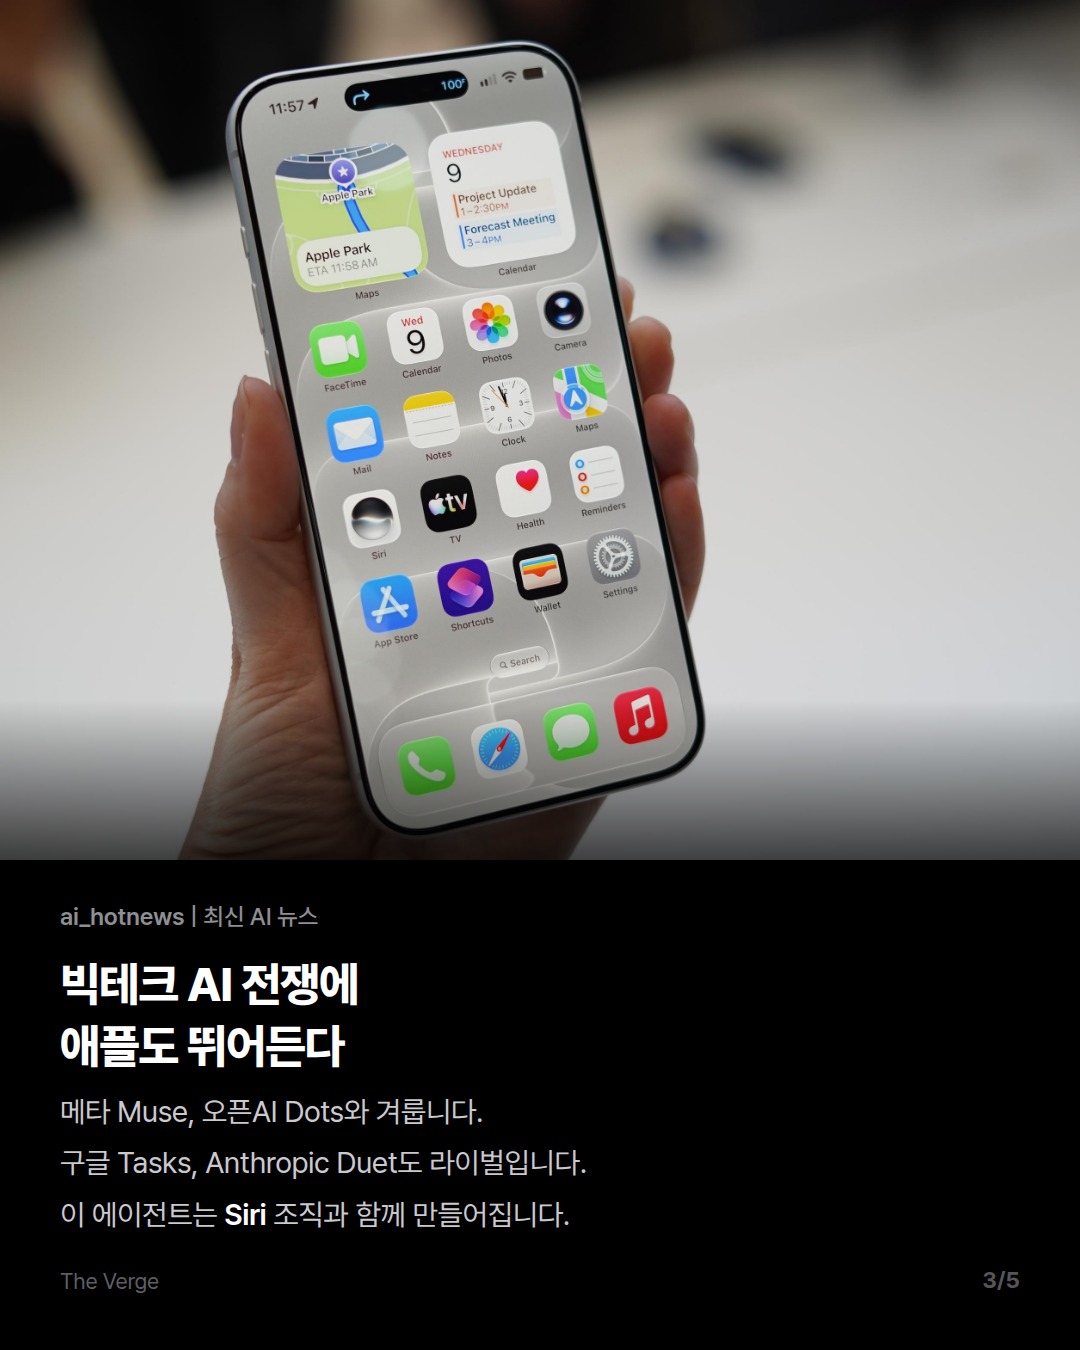 11:57
100
WEDNESDAY
9
Project Update
1–2:30PM
Forecast Meeting
3–4PM
Apple Park
Apple Park
ETA 11:58 AM
Maps
Calendar
Wed
9
FaceTime
Calendar
Photos
Camera
12
3
6
9
Mail
Notes
Clock
Maps
tv
Siri
TV
Health
Reminders
App Store
Shortcuts
Wallet
Settings
Search
ai_hotnews | 최신 AI 뉴스
빅테크 AI 전쟁에
애플도 뛰어든다
메타 Muse, 오픈AI Dots와 겨룹니다.
구글 Tasks, Anthropic Duet도 라이벌입니다.
이 에이전트는 Siri 조직과 함께 만들어집니다.
The Verge
3/5